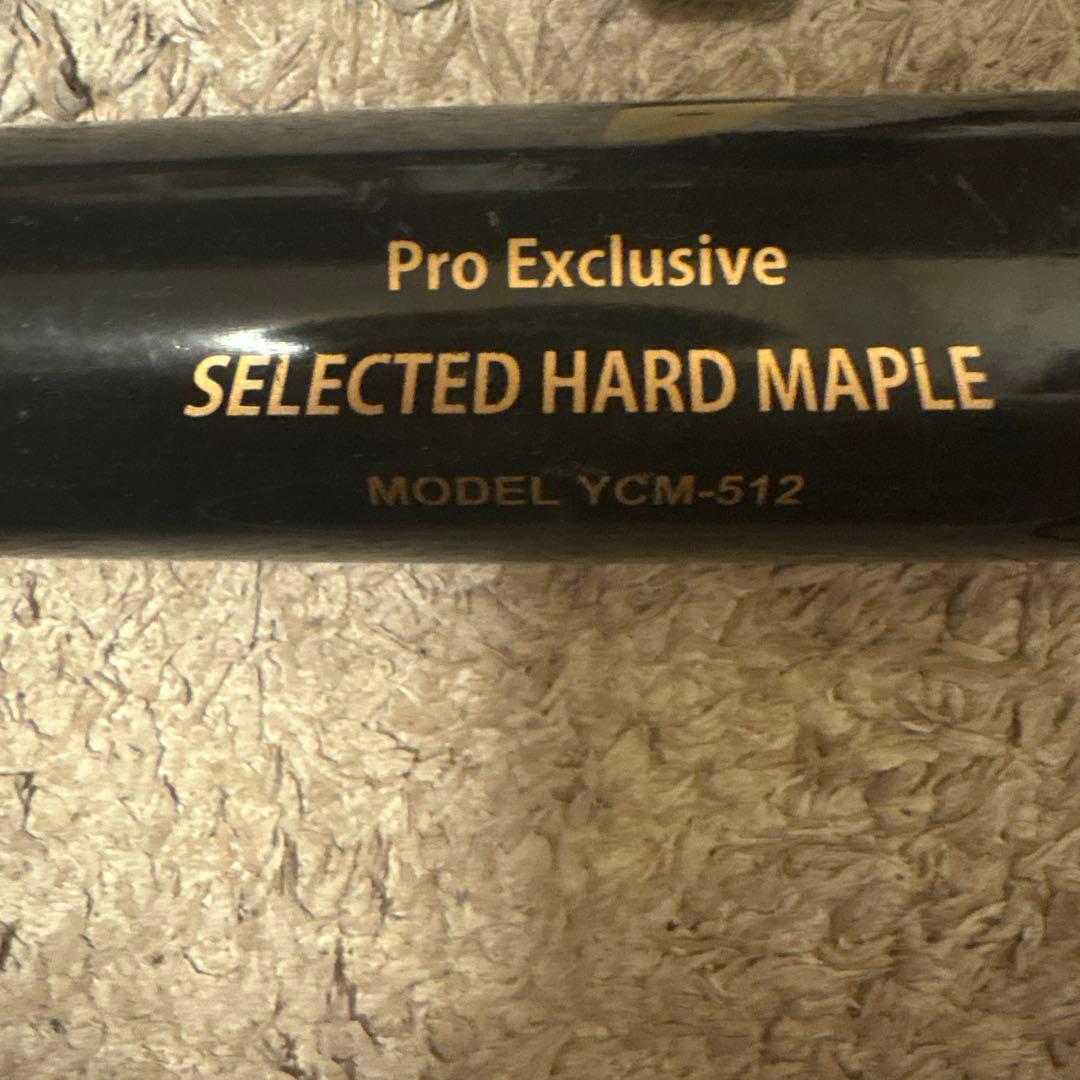 Pro Exclusive
SELECTED HARD MAPLE
MODEL YCM-512